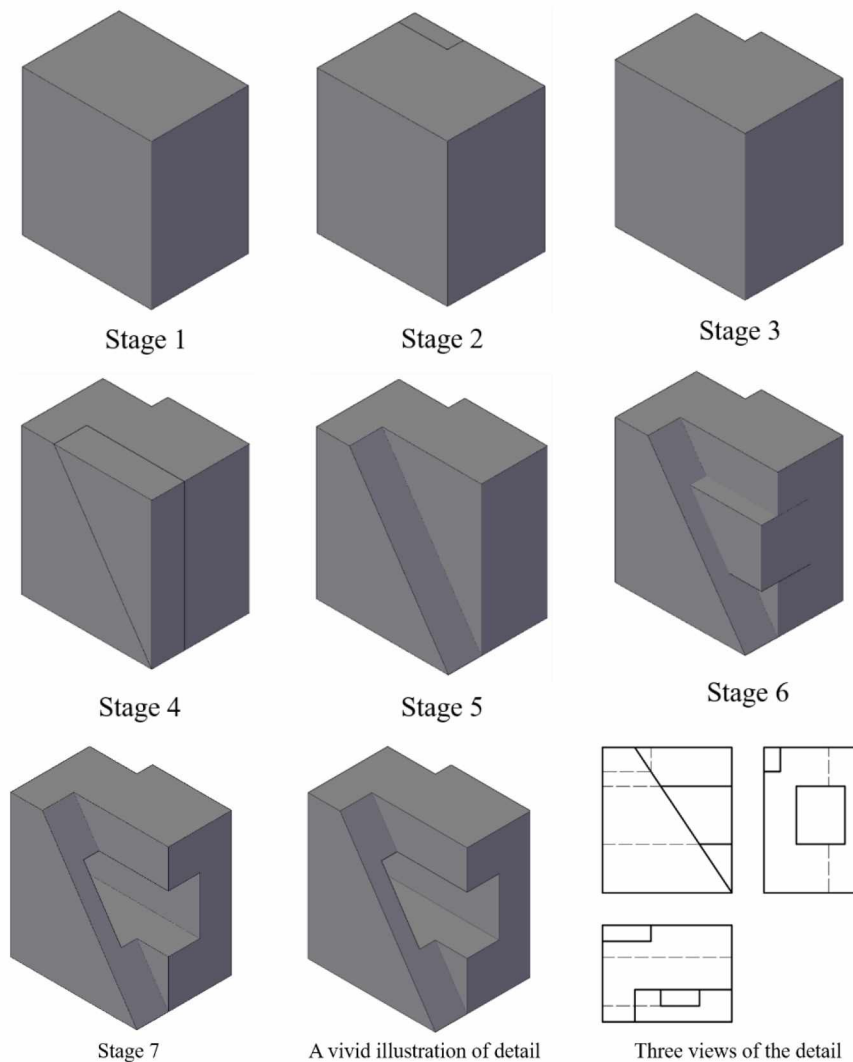 Stage 1
Stage 2
Stage 3
Stage 4
Stage 5
Stage 6
Stage 7
A vivid illustration of detail
Three views of the detail